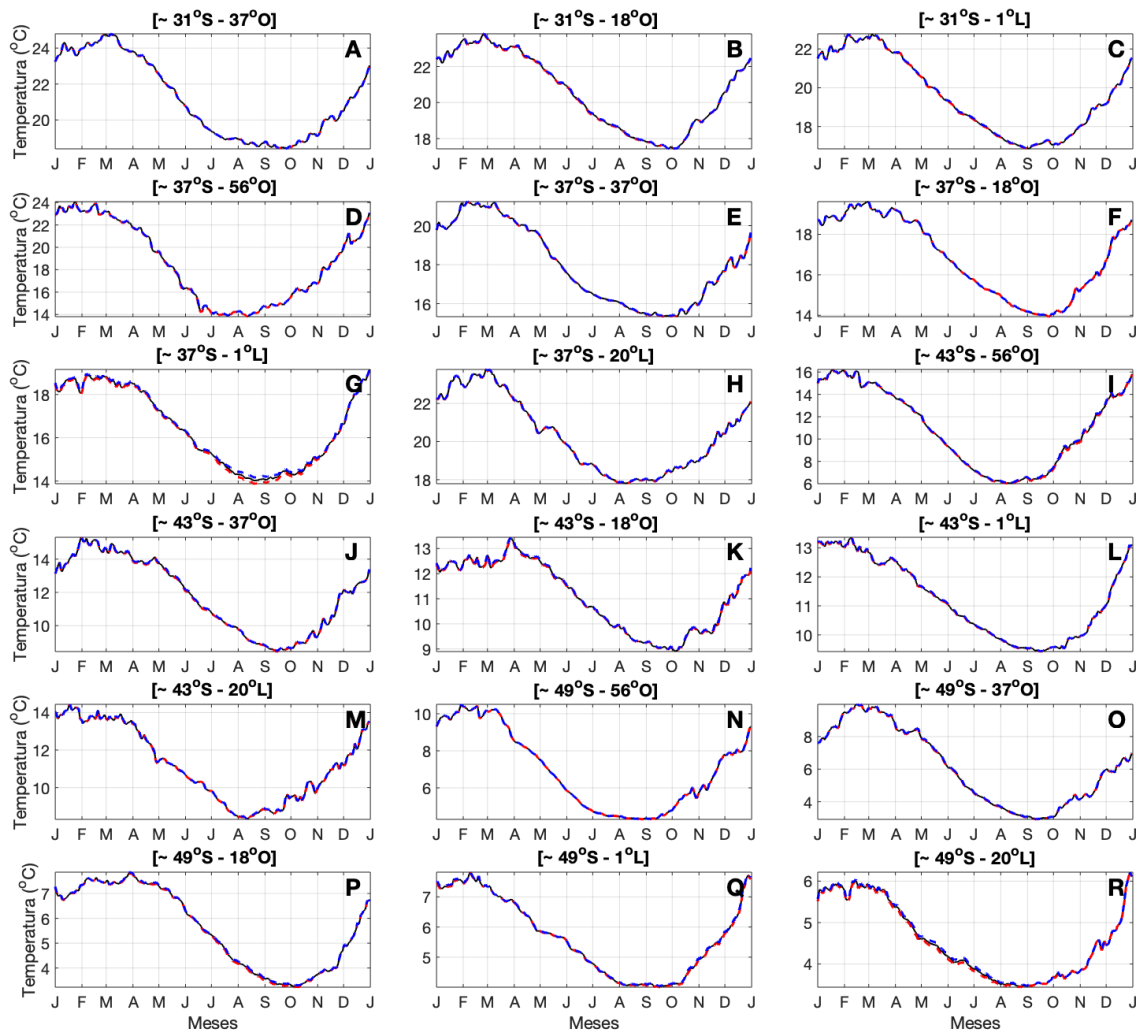 [~ 31°S - 37°O]
A
Temperatura (°C)
24
22
20
J F M A M J J A S O N D J
[~ 31°S - 18°O]
B
22
20
18
J F M A M J J A S O N D J
[~ 31°S - 1°L]
C
22
20
18
J F M A M J J A S O N D J
[~ 37°S - 56°O]
D
Temperatura (°C)
24
22
20
18
16
14
J F M A M J J A S O N D J
[~ 37°S - 37°O]
E
20
18
16
J F M A M J J A S O N D J
[~ 37°S - 18°O]
F
18
16
14
J F M A M J J A S O N D J
[~ 37°S - 1°L]
G
Temperatura (°C)
18
16
14
J F M A M J J A S O N D J
[~ 37°S - 20°L]
H
22
20
18
J F M A M J J A S O N D J
[~ 43°S - 56°O]
I
16
14
12
10
8
6
J F M A M J J A S O N D J
[~ 43°S - 37°O]
J
Temperatura (°C)
14
12
10
J F M A M J J A S O N D J
[~ 43°S - 18°O]
K
13
12
11
10
9
J F M A M J J A S O N D J
[~ 43°S - 1°L]
L
13
12
11
10
J F M A M J J A S O N D J
[~ 43°S - 20°L]
M
Temperatura (°C)
14
12
10
J F M A M J J A S O N D J
[~ 49°S - 56°O]
N
10
8
6
J F M A M J J A S O N D J
[~ 49°S - 37°O]
O
8
6
4
J F M A M J J A S O N D J
[~ 49°S - 18°O]
P
Temperatura (°C)
7
6
5
4
J F M A M J J A S O N D J
Meses
[~ 49°S - 1°L]
Q
7
6
5
J F M A M J J A S O N D J
Meses
[~ 49°S - 20°L]
R
6
5
4
J F M A M J J A S O N D J
Meses